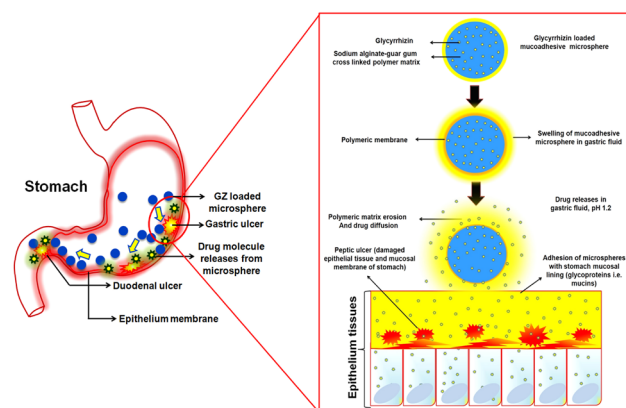 Stomach
GZ loaded
microsphere
Gastric ulcer
Drug molecule
releases from
microsphere
Duodenal ulcer
Epithelium membrane
Glycyrrhizin
Sodium alginate-guar gum
cross linked polymer matrix
Glycyrrhizin loaded
mucoadhesive microsphere
Polymeric membrane
Swelling of mucoadhesive
microsphere in gastric fluid
Drug releases in
gastric fluid, pH 1.2
Polymeric matrix erosion
And drug diffusion
Peptic ulcer (damaged
epithelial tissue and mucosal
membrane of stomach)
Adhesion of microspheres
with stomach mucosal
lining (glycoproteins i.e.
mucins)
Epithelium tissues